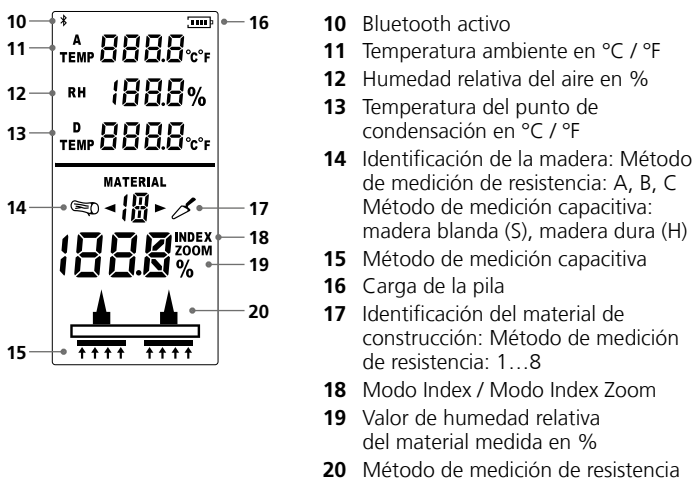 10
16
A
TEMP 888.8 °C°F
11
RH 188.8%
12
D
TEMP 888.8 °C°F
13
MATERIAL
14
18
17
188.8 INDEX
ZOOM
%
18
19
20
15
10 Bluetooth activo
11 Temperatura ambiente en °C / °F
12 Humedad relativa del aire en %
13 Temperatura del punto de
condensación en °C / °F
14 Identificación de la madera: Método
de medición de resistencia: A, B, C
Método de medición capacitiva:
madera blanda (S), madera dura (H)
15 Método de medición capacitiva
16 Carga de la pila
17 Identificación del material de
construcción: Método de medición
de resistencia: 1…8
18 Modo Index / Modo Index Zoom
19 Valor de humedad relativa
del material medida en %
20 Método de medición de resistencia